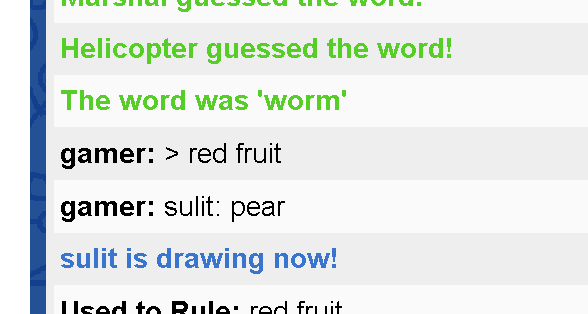 Marshal guessed the word!
Helicopter guessed the word!
The word was 'worm'
gamer: > red fruit
gamer: sulit: pear
sulit is drawing now!
Used to Rule: red fruit